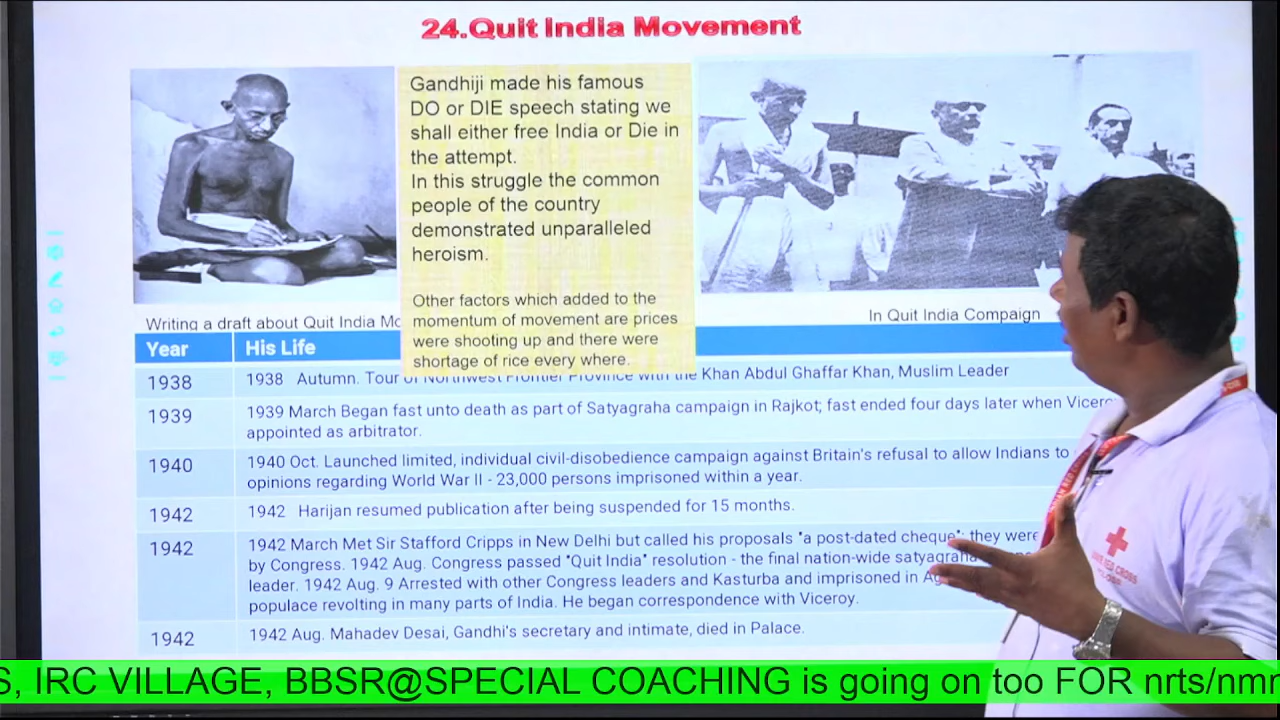 24.Quit India Movement
Gandhiji made his famous
DO or DIE speech stating we
shall either free India or Die in
the attempt.
In this struggle the common
people of the country
demonstrated unparalleled
heroism.
Other factors which added to the
momentum of movement are prices
were shooting up and there were
shortage of rice every where.
Writing a draft about Quit India Mo
In Quit India Campaign
Year His Life
1938 1938 Autumn. Tour of Northwest Frontier Province with the Khan Abdul Ghaffar Khan, Muslim Leader
1939 1939 March Began fast unto death as part of Satyagraha campaign in Rajkot; fast ended four days later when Viceroy
appointed as arbitrator.
1940 1940 Oct. Launched limited, individual civil-disobedience campaign against Britain's refusal to allow Indians to
opinions regarding World War II - 23,000 persons imprisoned within a year.
1942 1942 Harijan resumed publication after being suspended for 15 months.
1942 1942 March Met Sir Stafford Cripps in New Delhi but called his proposals "a post-dated cheque"; they were
by Congress. 1942 Aug. Congress passed "Quit India" resolution - the final nation-wide satyagraha
leader. 1942 Aug. 9 Arrested with other Congress leaders and Kasturba and imprisoned in
populace revolting in many parts of India. He began correspondence with Viceroy.
1942 1942 Aug. Mahadev Desai, Gandhi's secretary and intimate, died in Palace.
RED CROSS
S, IRC VILLAGE, BBSR@SPECIAL COACHING is going on too FOR nrts/nmr